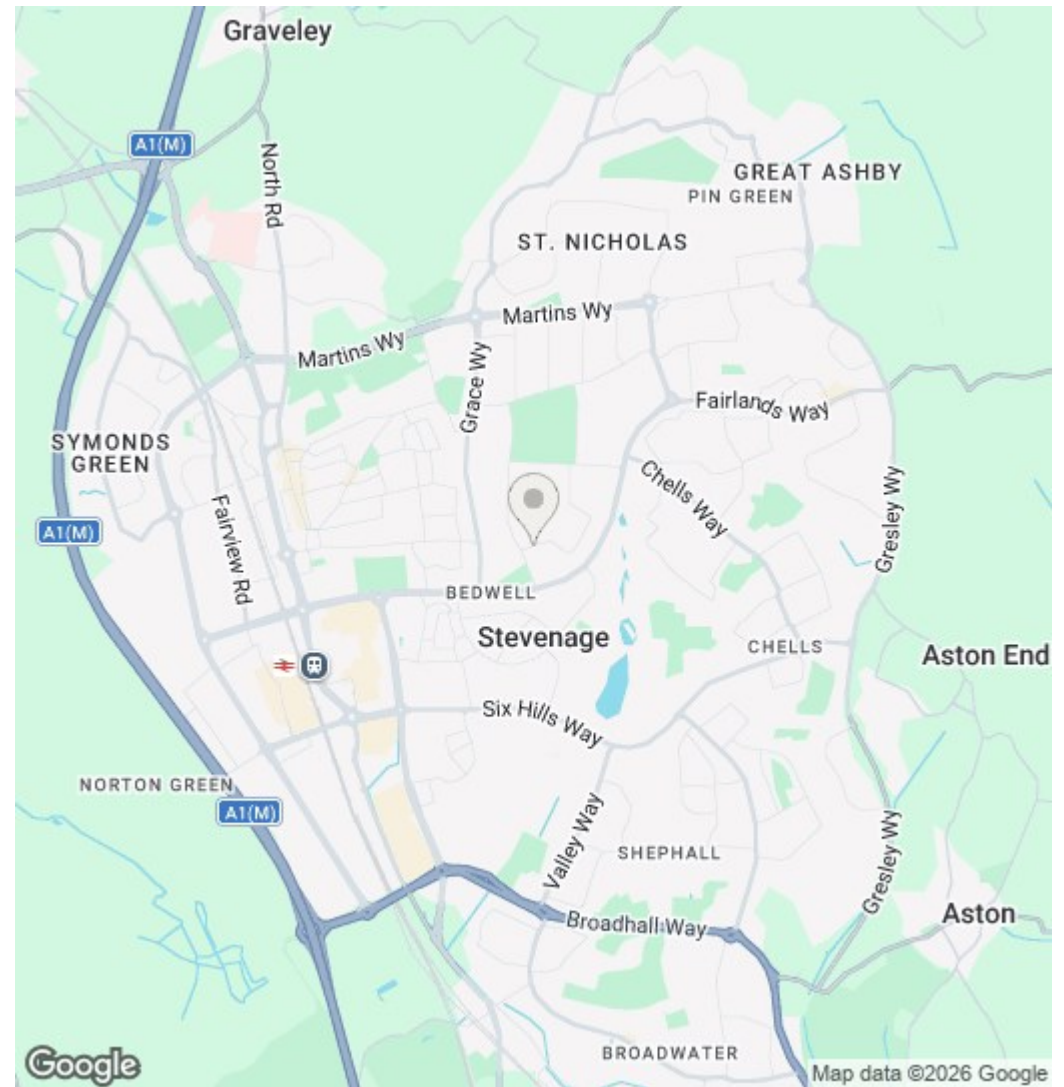 Graveley
A1(M)
North Rd
GREAT ASHBY
PIN GREEN
ST. NICHOLAS
Martins Wy
Martins Wy
Grace Wy
Fairlands Way
SYMONDS
GREEN
Chells Way
Gresley Wy
A1(M)
Fairview Rd
BEDWELL
Stevenage
CHELLS
Aston End
Six Hills Way
NORTON GREEN
A1(M)
Valley Way
SHEPHALL
Gresley Wy
Broadhall Way
Aston
BROADWATER
Google
Map data ©2026 Google